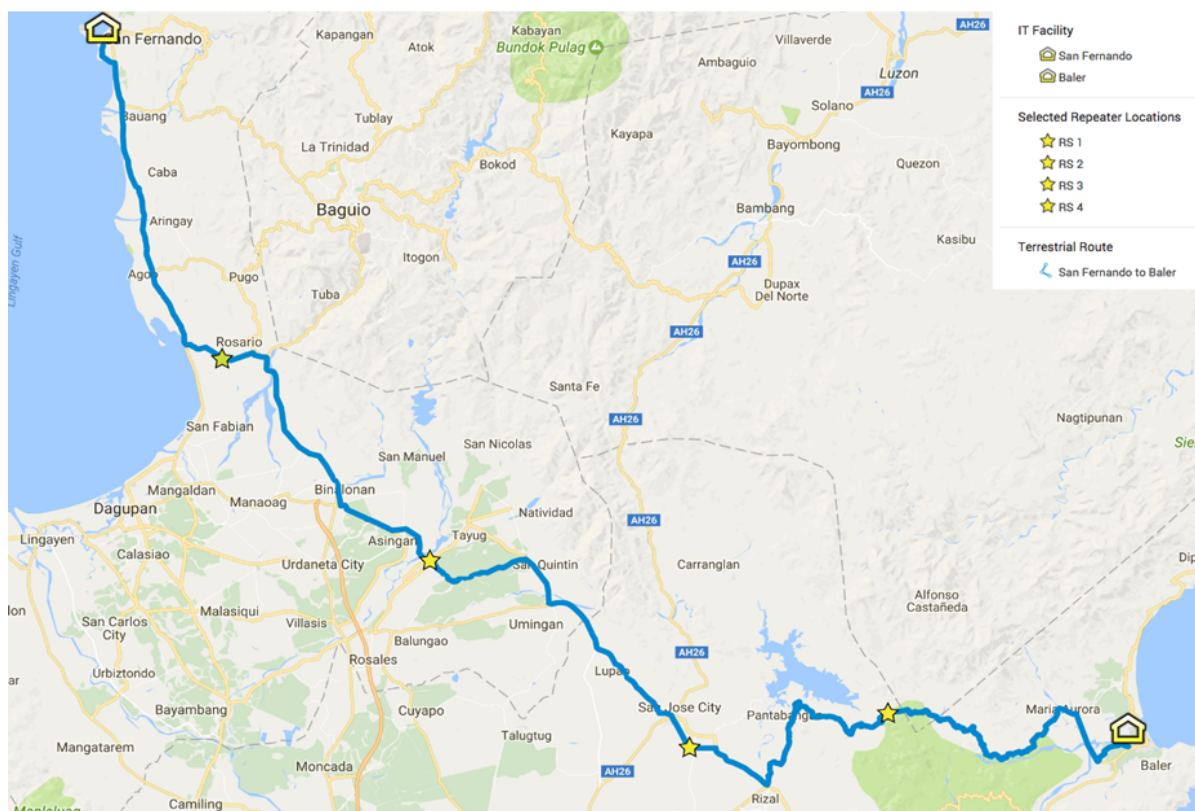 San Fernando
Kapangan
Atok
Kabayan
Bundok Pulag
AH26
Villaverde
Ambaguio
Luzon
AH26
Solano
Bauang
Tublay
La Trinidad
Kayapa
Bayombong
Bokod
Quezon
Caba
Aringay
Baguio
Bambang
Kasibu
Itogon
AH26
Lingayen Gulf
Agoo
Pugo
Tuba
Dupax
Del Norte
AH26
Rosario
Santa Fe
AH26
Nagtipunan
San Fabian
San Manuel
San Nicolas
Sie
Mangaldan
Binalonan
Manaoag
Dagupan
Natividad
AH26
Lingayen
Calasiao
Asingan
Tayug
San Quintin
Urdaneta City
Carranglan
Dip
Alfonso
Castañeda
Malasiqui
San Carlos
City
Villasis
Umingan
Balungao
Rosales
AH26
Lupao
Urbiztondo
ar
Bayambang
Cuyapo
San Jose City
Pantabangan
Maria Aurora
Talugtug
Mangatarem
Moncada
AH26
Baler
Rizal
Camiling
IT Facility
San Fernando
Baler
Selected Repeater Locations
RS 1
RS 2
RS 3
RS 4
Terrestrial Route
San Fernando to Baler